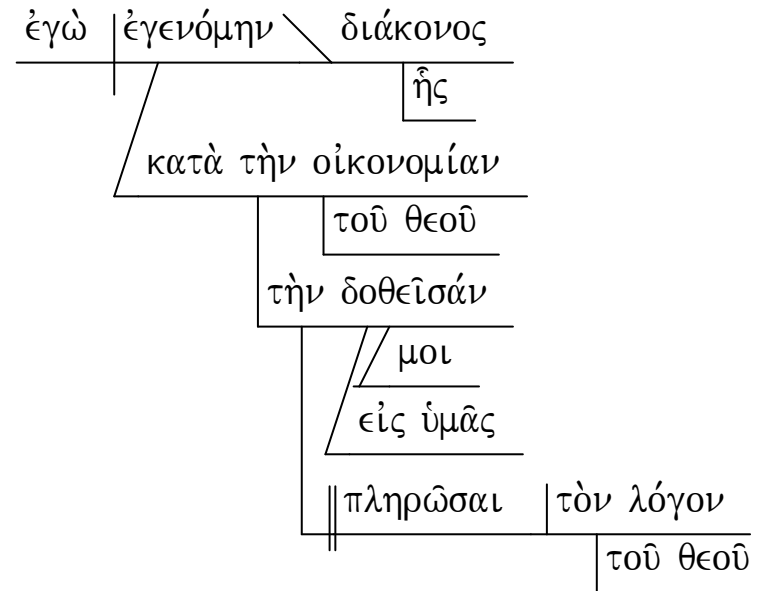 ἐγὼ ἐγενόμην διάκονος
ἧς
κατὰ τὴν οἰκονομίαν
τοῦ θεοῦ
τὴν δοθεῖσάν
μοι
εἰς ὑμᾶς
πληρῶσαι τὸν λόγον
τοῦ θεοῦ